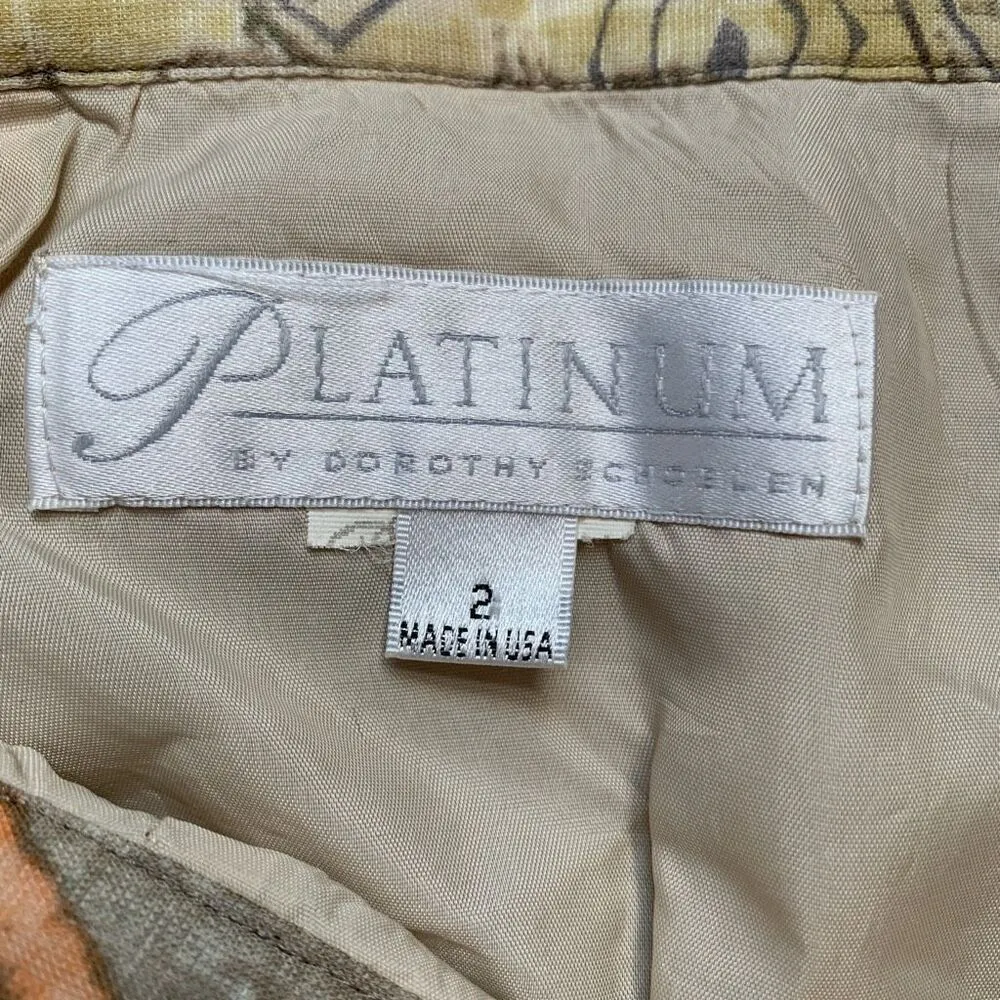 PLATINUM
BY DOROTHY SCHOELEN
2
MADE IN USA